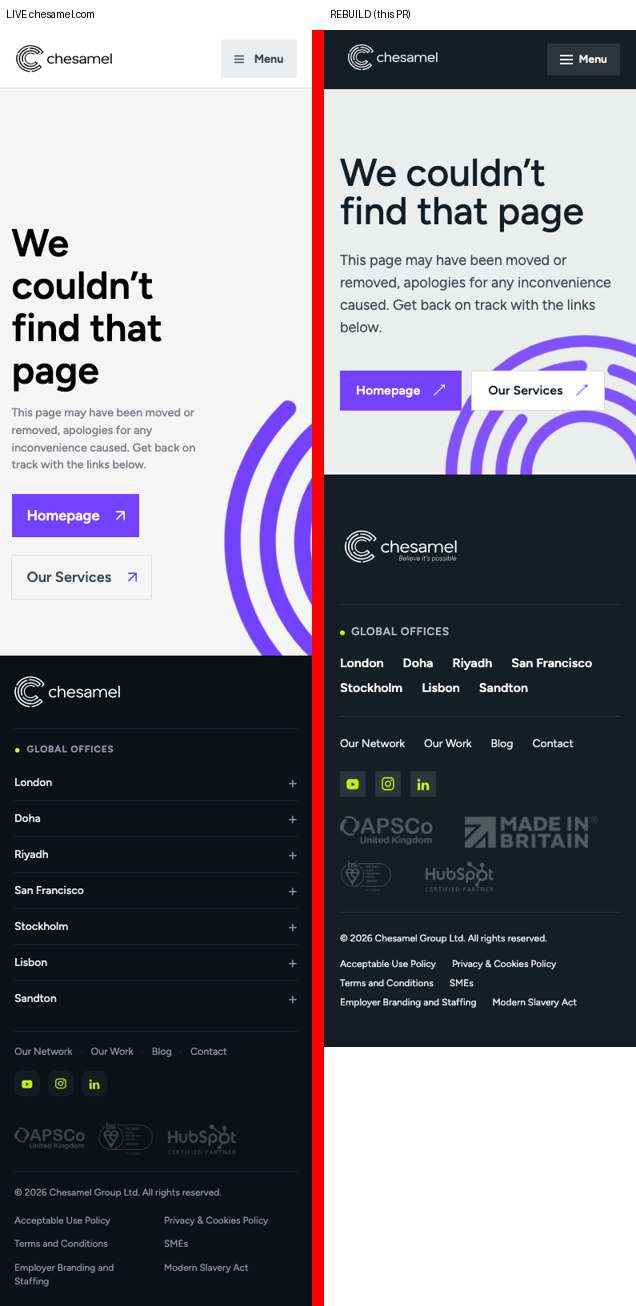 LIVE chesamel.com
chesamel
Menu
We
couldn’t
find that
page
This page may have been moved or
removed, apologies for any
inconvenience caused. Get back on
track with the links below.
Homepage
Our Services
chesamel
GLOBAL OFFICES
London
Doha
Riyadh
San Francisco
Stockholm
Lisbon
Sandton
Our Network
Our Work
Blog
Contact
APSCo
United Kingdom
HubSpot
CERTIFIED PARTNER
© 2026 Chesamel Group Ltd. All rights reserved.
Acceptable Use Policy
Privacy & Cookies Policy
Terms and Conditions
SMEs
Employer Branding and
Staffing
Modern Slavery Act
REBUILD (this PR)
chesamel
Menu
We couldn’t
find that page
This page may have been moved or
removed, apologies for any inconvenience
caused. Get back on track with the links
below.
Homepage
Our Services
chesamel
Believe it's possible
GLOBAL OFFICES
London Doha Riyadh San Francisco
Stockholm Lisbon Sandton
Our Network Our Work Blog Contact
APSCo
United Kingdom
MADE IN
BRITAIN
HubSpot
CERTIFIED PARTNER
© 2026 Chesamel Group Ltd. All rights reserved.
Acceptable Use Policy Privacy & Cookies Policy
Terms and Conditions SMEs
Employer Branding and Staffing Modern Slavery Act